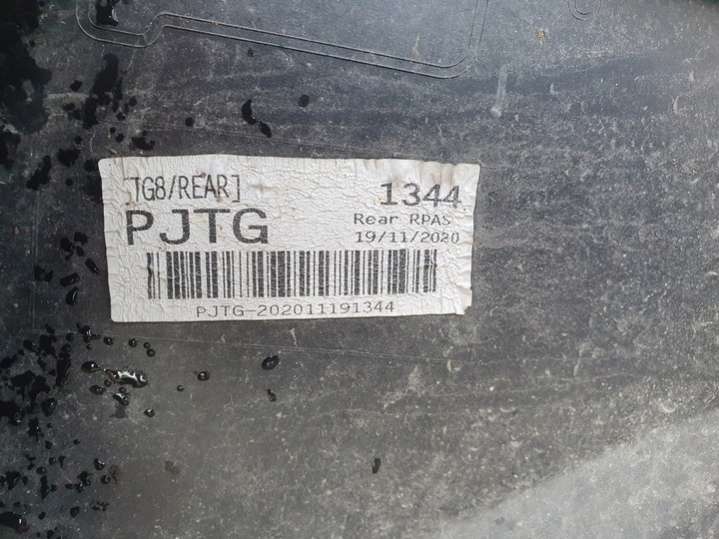 [TG8/REAR] 1344
PJTG Rear RPAS
19/11/2020
PJTG-202011191344